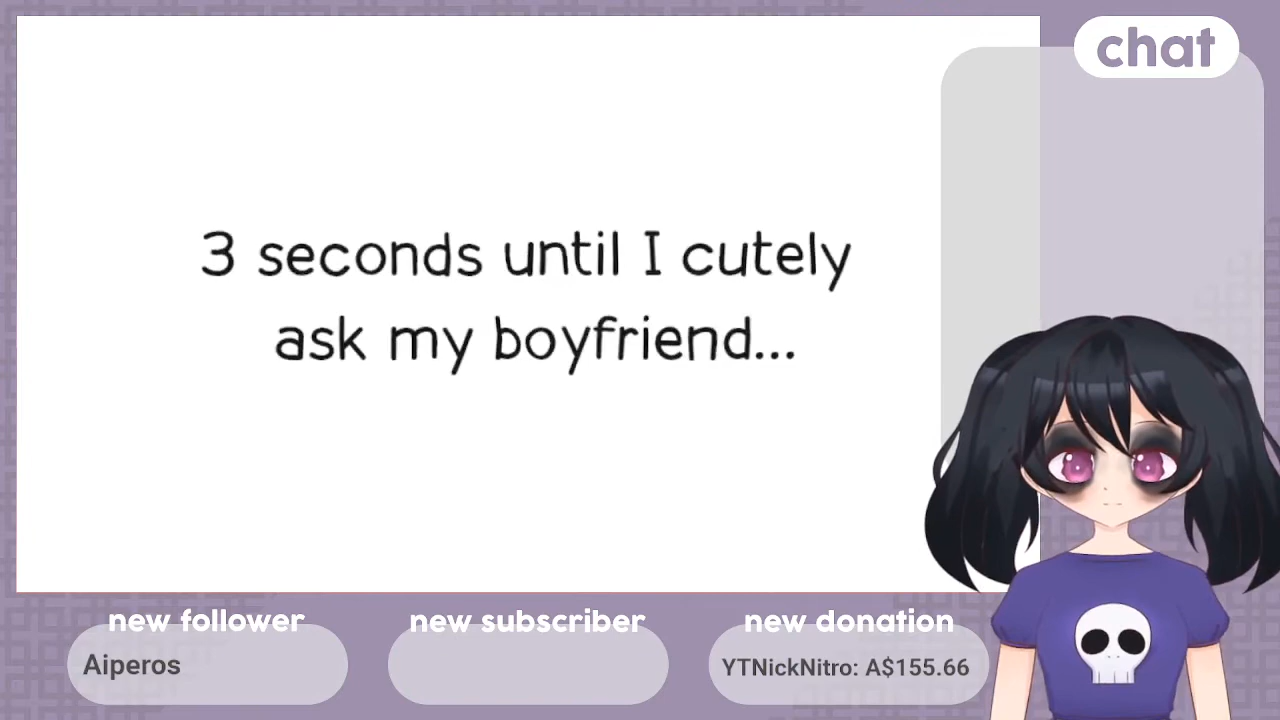 chat
3 seconds until I cutely
ask my boyfriend...
new follower
new subscriber
new donation
Aiperos
YTNickNitro: A$155.66